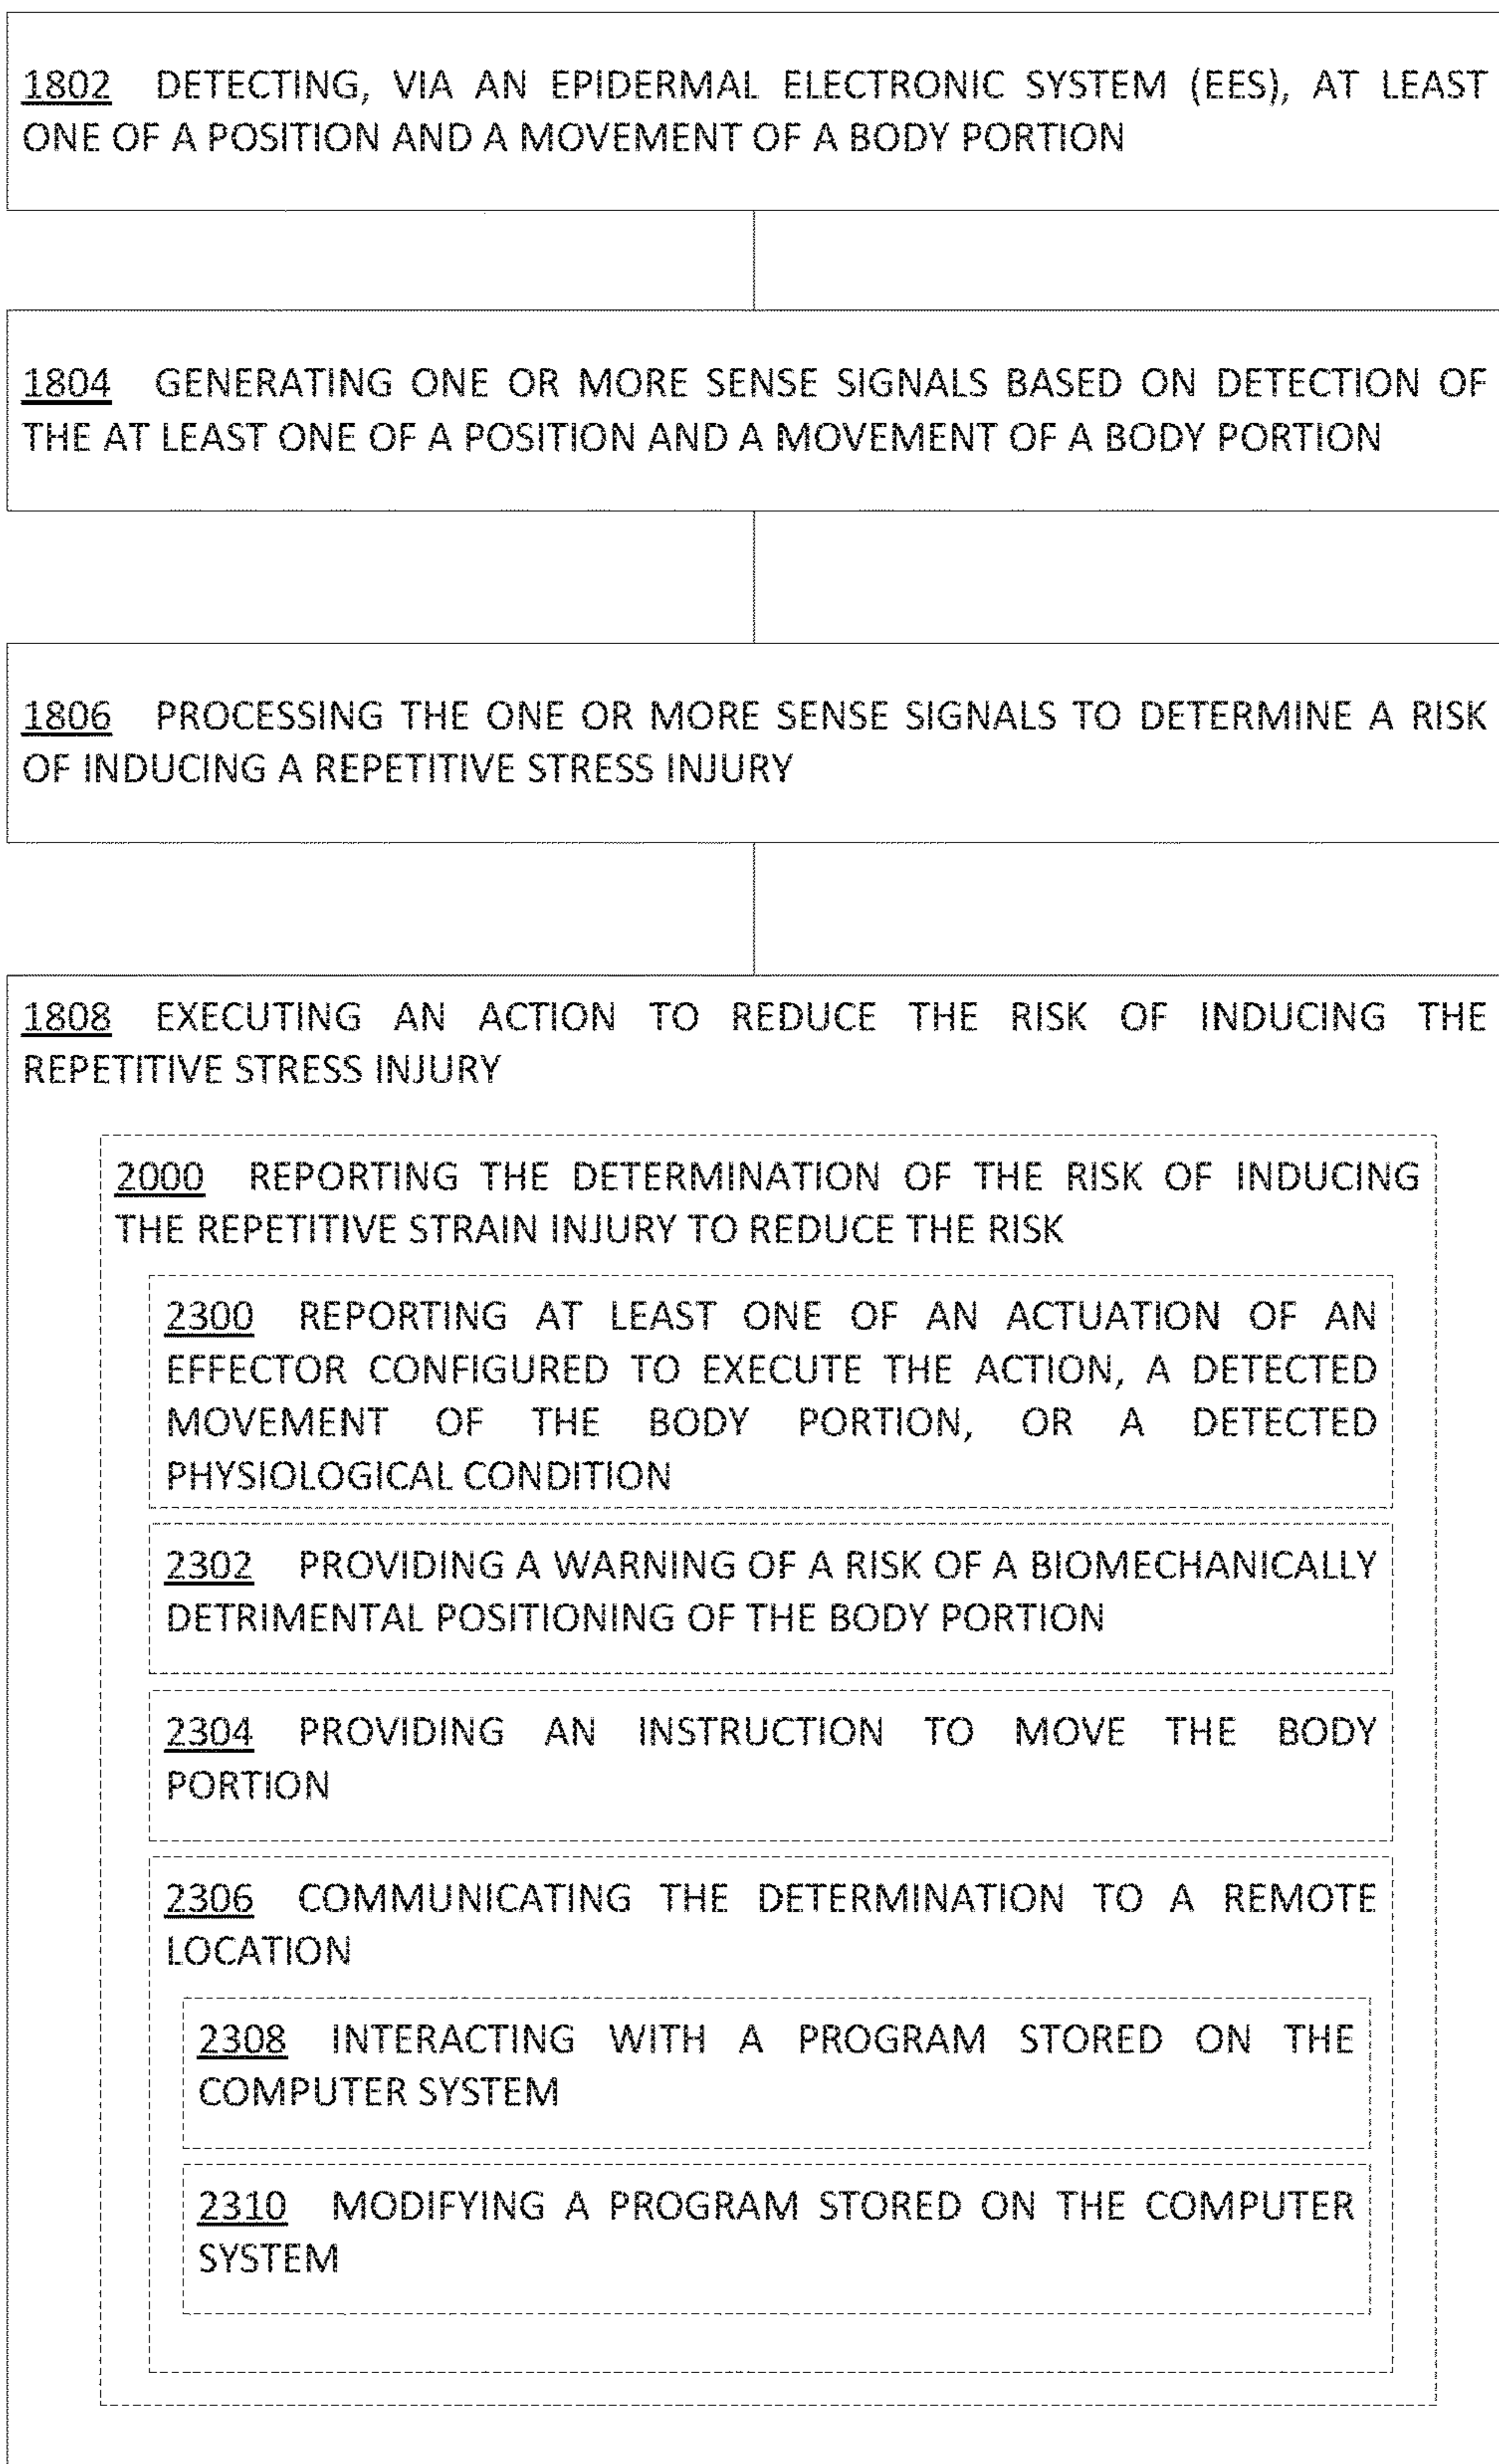 1802 DETECTING, VIA AN EPIDERMAL ELECTRONIC SYSTEM (EES), AT LEAST
ONE OF A POSITION AND A MOVEMENT OF A BODY PORTION
1804 GENERATING ONE OR MORE SENSE SIGNALS BASED ON DETECTION OF
THE AT LEAST ONE OF A POSITION AND A MOVEMENT OF A BODY PORTION
1806 PROCESSING THE ONE OR MORE SENSE SIGNALS TO DETERMINE A RISK
OF INDUCING A REPETITIVE STRESS INJURY
1808 EXECUTING AN ACTION TO REDUCE THE RISK OF INDUCING THE
REPETITIVE STRESS INJURY
2000 REPORTING THE DETERMINATION OF THE RISK OF INDUCING
THE REPETITIVE STRAIN INJURY TO REDUCE THE RISK
2300 REPORTING AT LEAST ONE OF AN ACTUATION OF AN
EFFECTOR CONFIGURED TO EXECUTE THE ACTION, A DETECTED
MOVEMENT OF THE BODY PORTION, OR A DETECTED
PHYSIOLOGICAL CONDITION
2302 PROVIDING A WARNING OF A RISK OF A BIOMECHANICALLY
DETRIMENTAL POSITIONING OF THE BODY PORTION
2304 PROVIDING AN INSTRUCTION TO MOVE THE BODY
PORTION
2306 COMMUNICATING THE DETERMINATION TO A REMOTE
LOCATION
2308 INTERACTING WITH A PROGRAM STORED ON THE
COMPUTER SYSTEM
2310 MODIFYING A PROGRAM STORED ON THE COMPUTER
SYSTEM